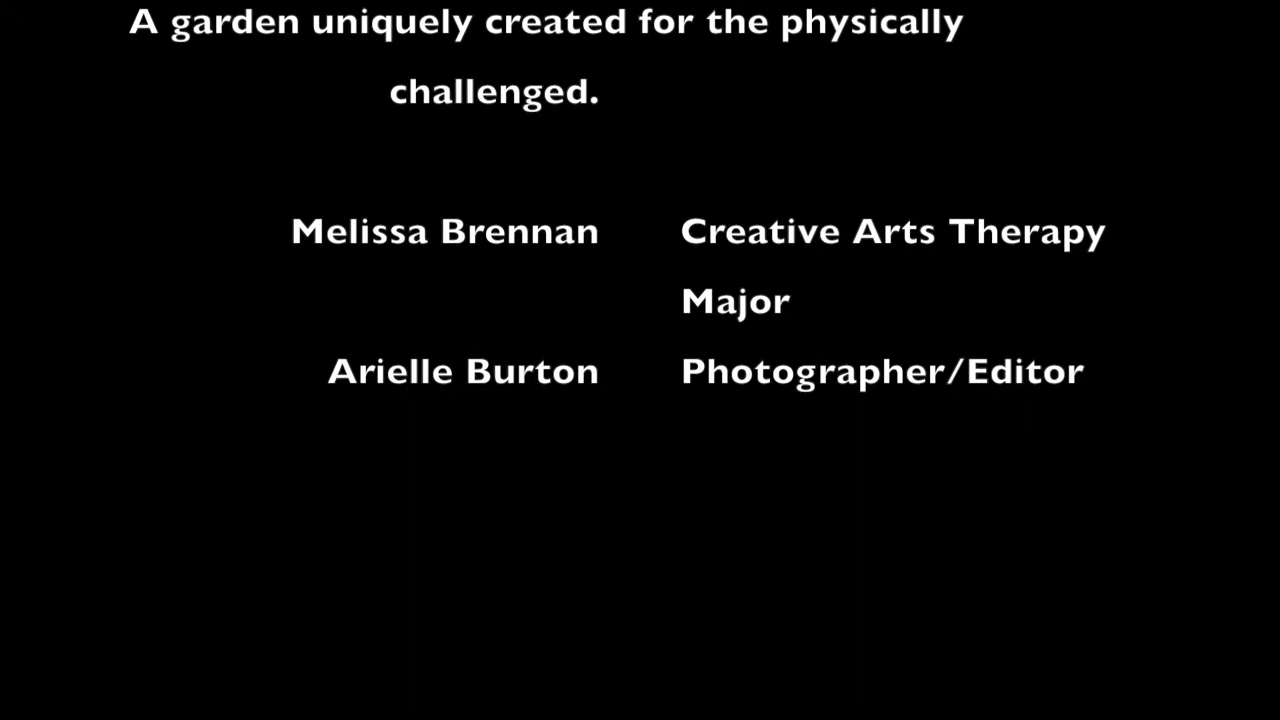 A garden uniquely created for the physically
challenged.
Melissa Brennan Creative Arts Therapy
Major
Arielle Burton Photographer/Editor